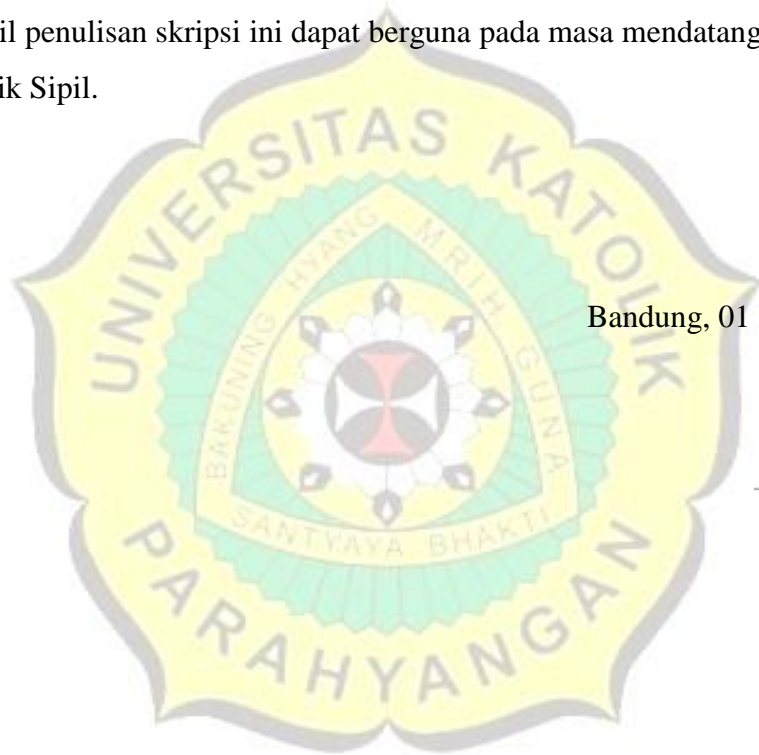 il penulisan skripsi ini dapat berguna pada masa mendatang
ik Sipil.
UNIVERSITAS KATOLIK
BAKUNING HYANG MRIH GUNA
Bandung, 01
SANTYAYA BHAKTI
PARAHYANGAN